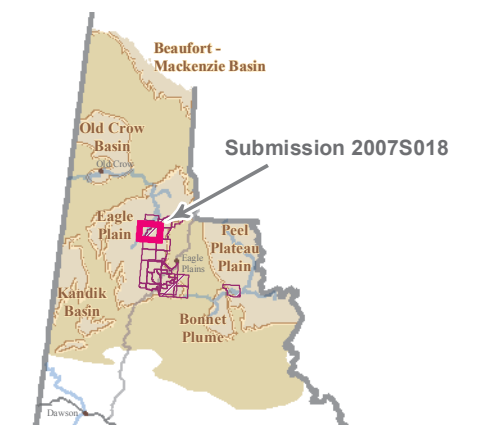 Beaufort -
Mackenzie Basin
Old Crow
Basin
Old Crow
Submission 2007S018
Eagle
Plain
Peel
Plateau
Plain
Eagle
Plains
Kandik
Basin
Bonnet
Plume
Dawson